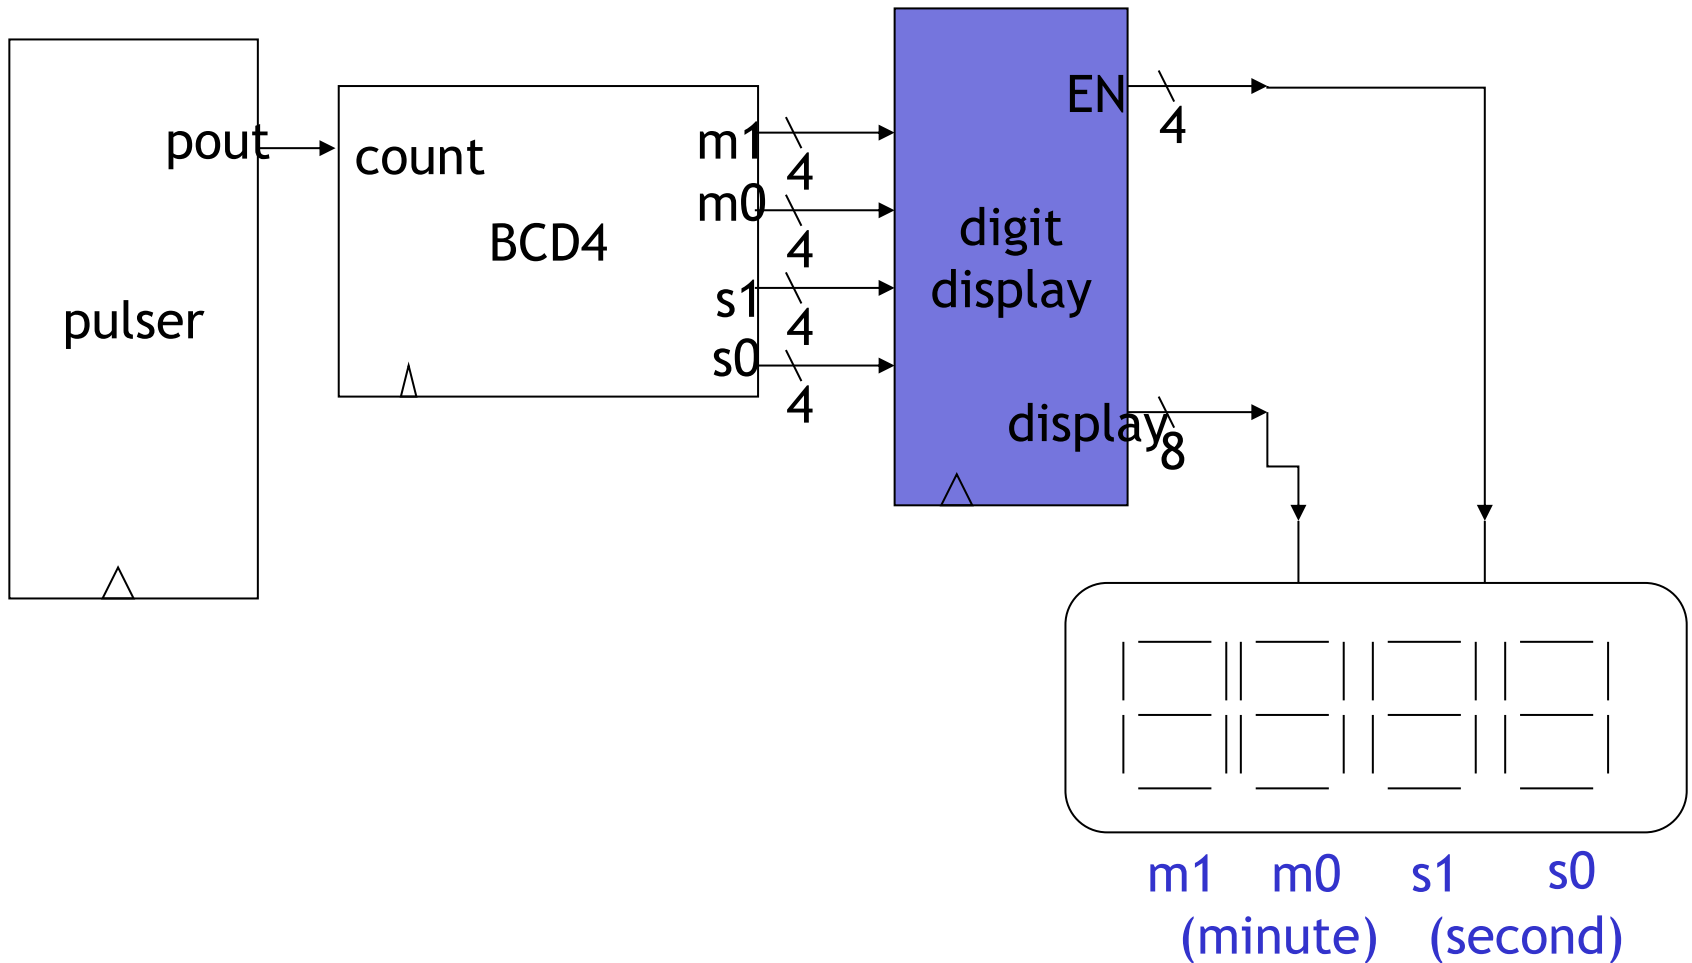 pout
pulser
count
BCD4
m1
4
m0
4
s1
4
s0
4
EN
4
digit
display
display
8
m1 m0 s1 s0
(minute) (second)